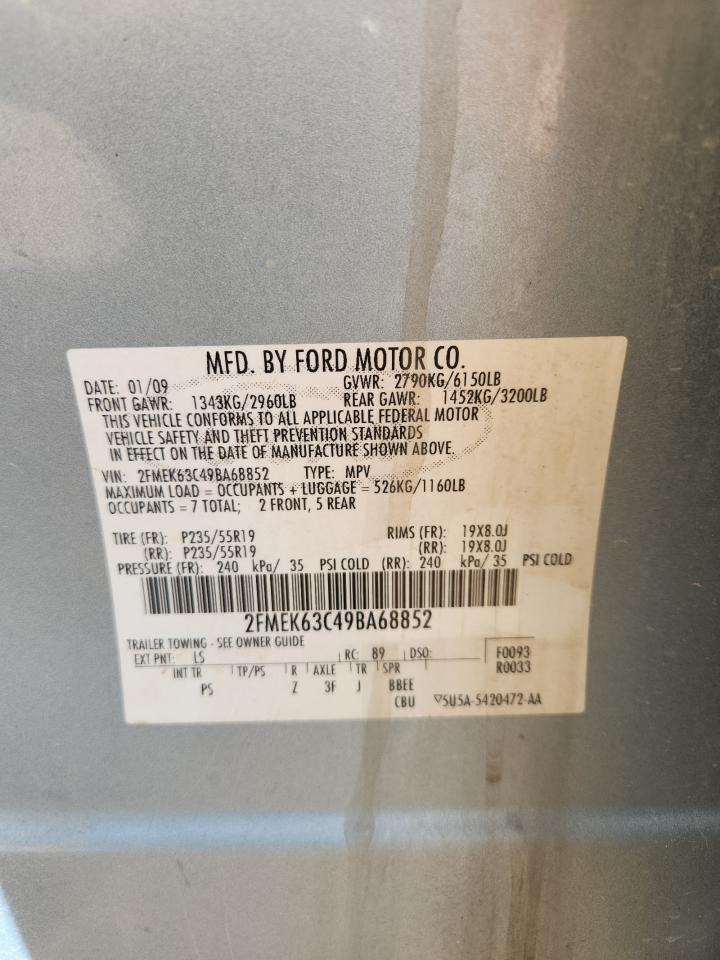 MFD. BY FORD MOTOR CO.
DATE: 01/09 GVWR: 2790KG/6150LB
FRONT GAWR: 1343KG/2960LB REAR GAWR: 1452KG/3200LB
THIS VEHICLE CONFORMS TO ALL APPLICABLE FEDERAL MOTOR
VEHICLE SAFETY AND THEFT PREVENTION STANDARDS
IN EFFECT ON THE DATE OF MANUFACTURE SHOWN ABOVE.
VIN: 2FMEK63C49BA68852 TYPE: MPV
MAXIMUM LOAD = OCCUPANTS + LUGGAGE = 526KG/1160LB
OCCUPANTS = 7 TOTAL; 2 FRONT, 5 REAR
TIRE (FR): P235/55R19 RIMS (FR): 19X8.0J
(RR): P235/55R19 (RR): 19X8.0J
PRESSURE (FR): 240 kPa/ 35 PSI COLD (RR): 240 kPa/ 35 PSI COLD
2FMEK63C49BA68852
TRAILER TOWING - SEE OWNER GUIDE
EXT PNT: LS RC: 89 DSO: F0093
R0033
INT TR TP/PS R AXLE TR SPR
PS Z 3F J BBEE
CBU ▽5U5A-5420472-AA